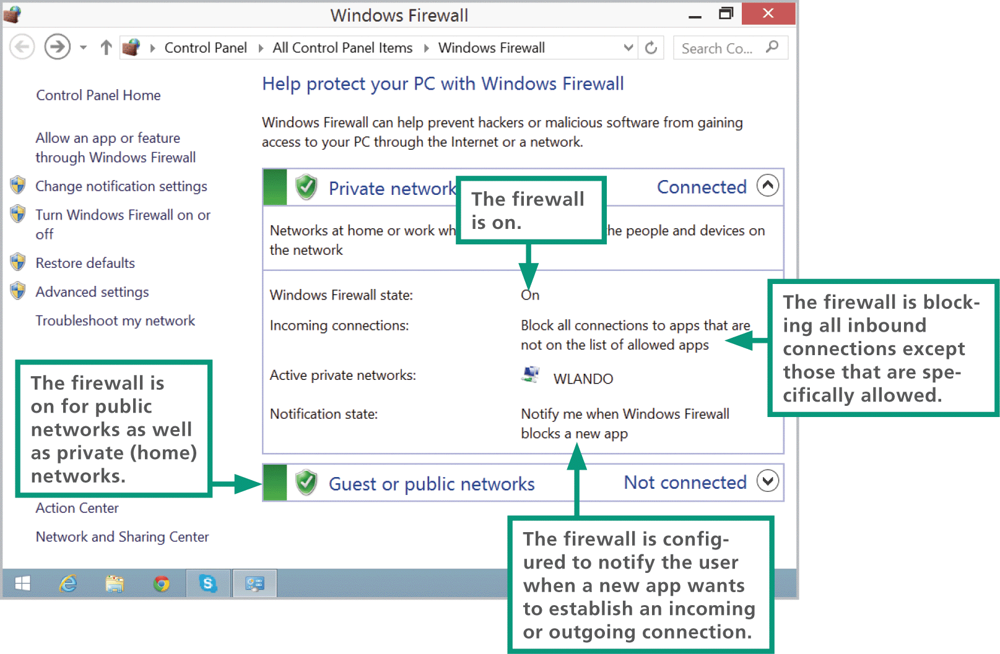 Windows Firewall
Control Panel
All Control Panel Items
Windows Firewall
Search Co...
Control Panel Home
Allow an app or feature
through Windows Firewall
Change notification settings
Turn Windows Firewall on or
off
Restore defaults
Advanced settings
Troubleshoot my network
The firewall is
on for public
networks as well
as private (home)
networks.
Action Center
Network and Sharing Center
Help protect your PC with Windows Firewall
Windows Firewall can help prevent hackers or malicious software from gaining
access to your PC through the Internet or a network.
Private network
Connected
The firewall
is on.
Networks at home or work wh the people and devices on
the network
Windows Firewall state: On
Incoming connections: Block all connections to apps that are
not on the list of allowed apps
The firewall is block-
ing all inbound
connections except
those that are spe-
cifically allowed.
Active private networks: WLANDO
Notification state: Notify me when Windows Firewall
blocks a new app
Guest or public networks
Not connected
The firewall is config-
ured to notify the user
when a new app wants
to establish an incoming
or outgoing connection.